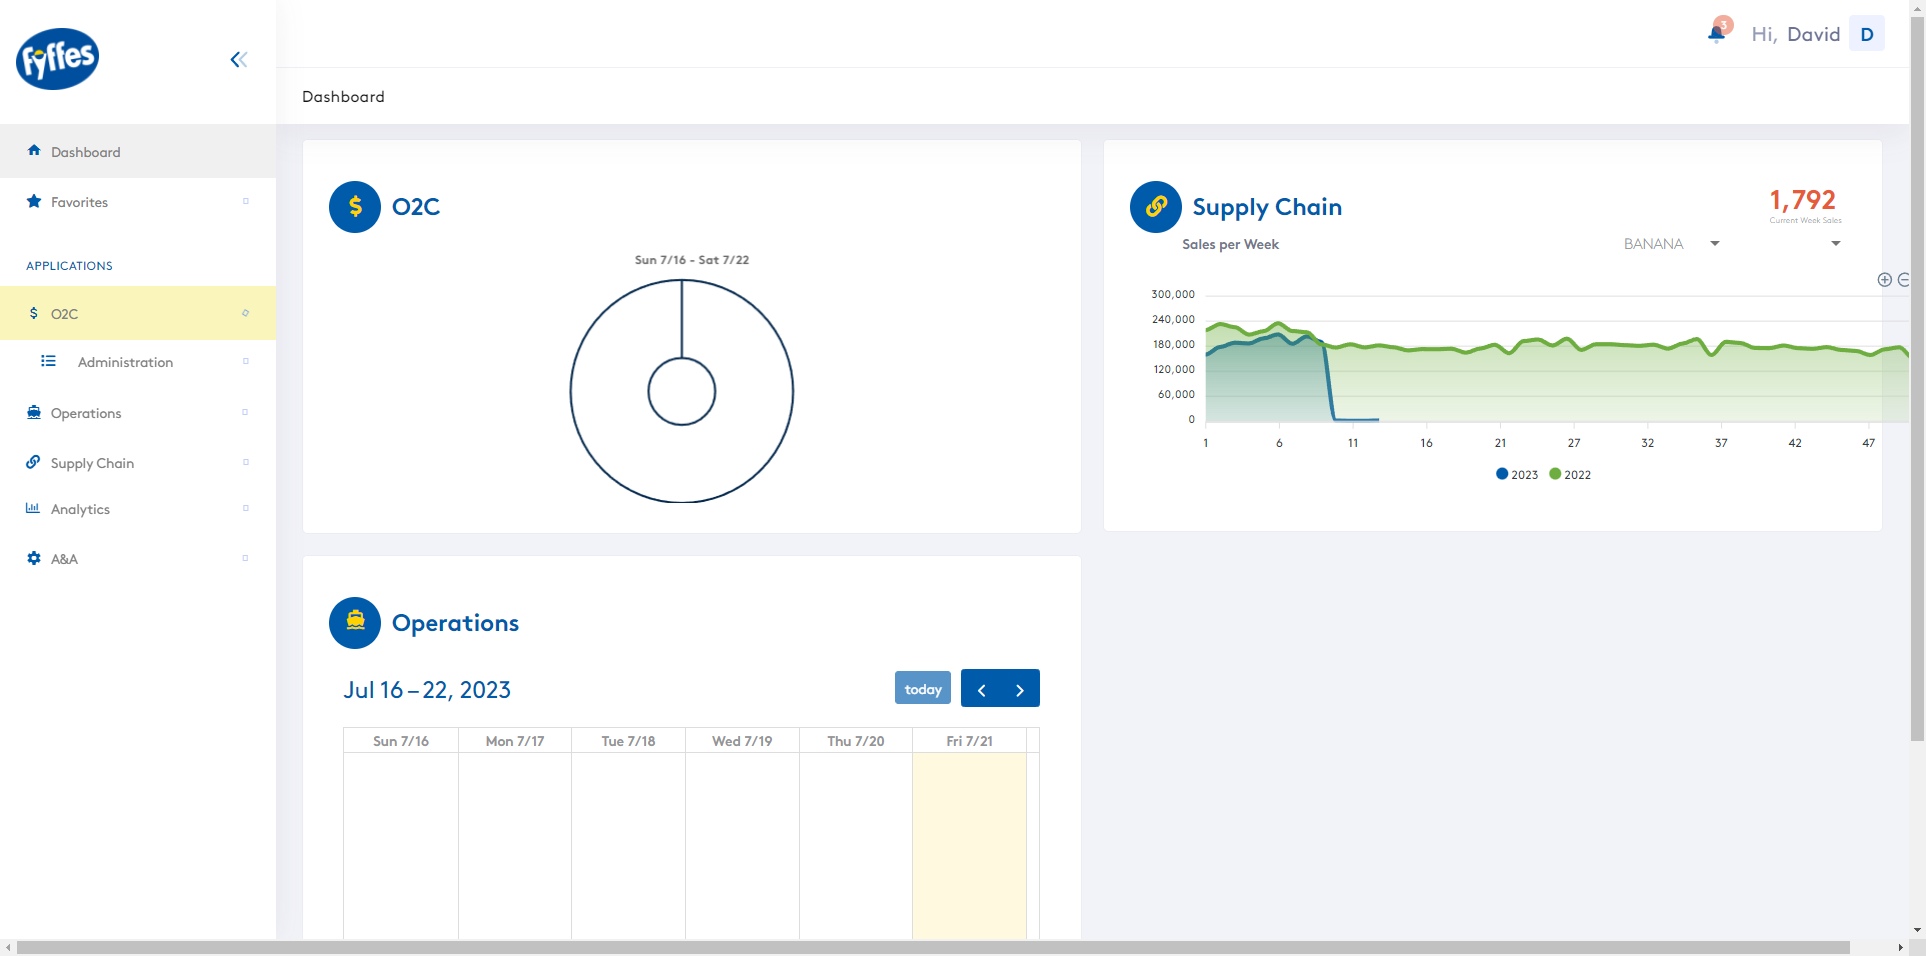 fyffes
3
Hi, David D
Dashboard
Dashboard
Favorites
APPLICATIONS
$ O2C
Administration
Operations
Supply Chain
Analytics
A&A
$ O2C
Sun 7/16 - Sat 7/22
Supply Chain
1,792
Current Week Sales
Sales per Week
BANANA
300,000
240,000
180,000
120,000
60,000
0
1 6 11 16 21 27 32 37 42 47
2023 2022
Operations
Jul 16 – 22, 2023
today
Sun 7/16 Mon 7/17 Tue 7/18 Wed 7/19 Thu 7/20 Fri 7/21